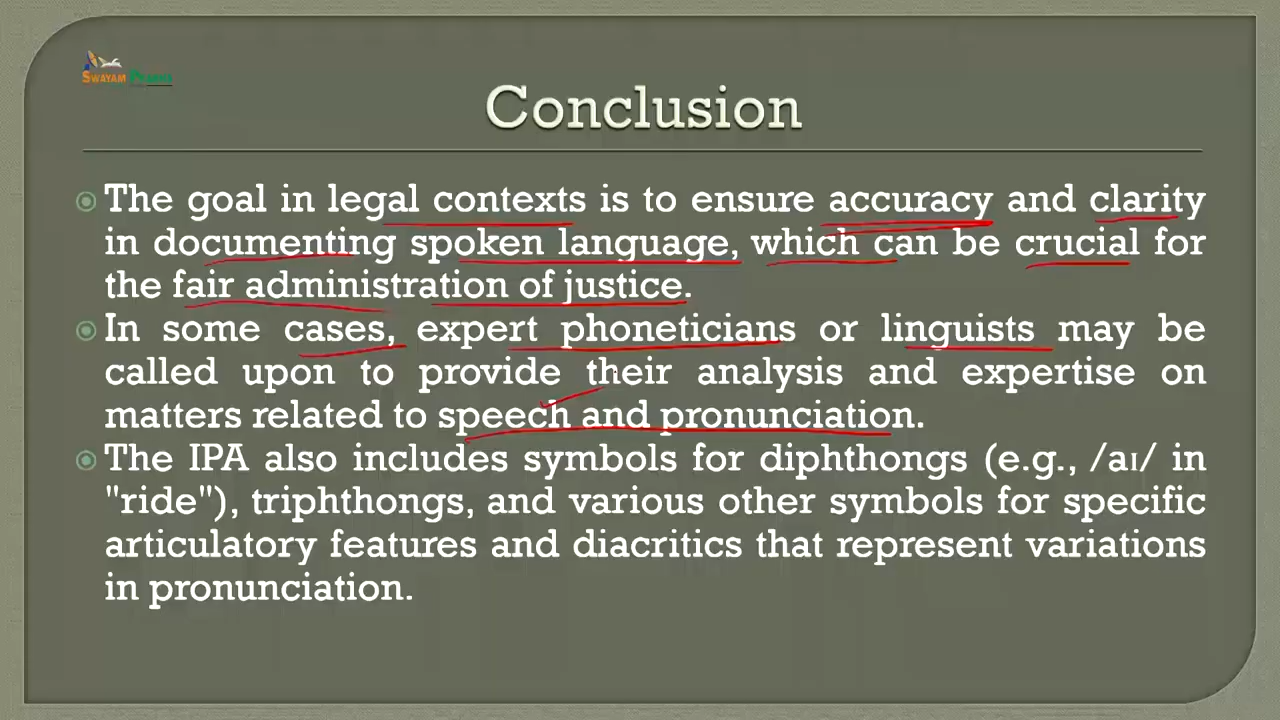 SWAYAM PRABHA
Conclusion
The goal in legal contexts is to ensure accuracy and clarity
in documenting spoken language, which can be crucial for
the fair administration of justice.
In some cases, expert phoneticians or linguists may be
called upon to provide their analysis and expertise on
matters related to speech and pronunciation.
The IPA also includes symbols for diphthongs (e.g., /aɪ/ in
"ride"), triphthongs, and various other symbols for specific
articulatory features and diacritics that represent variations
in pronunciation.